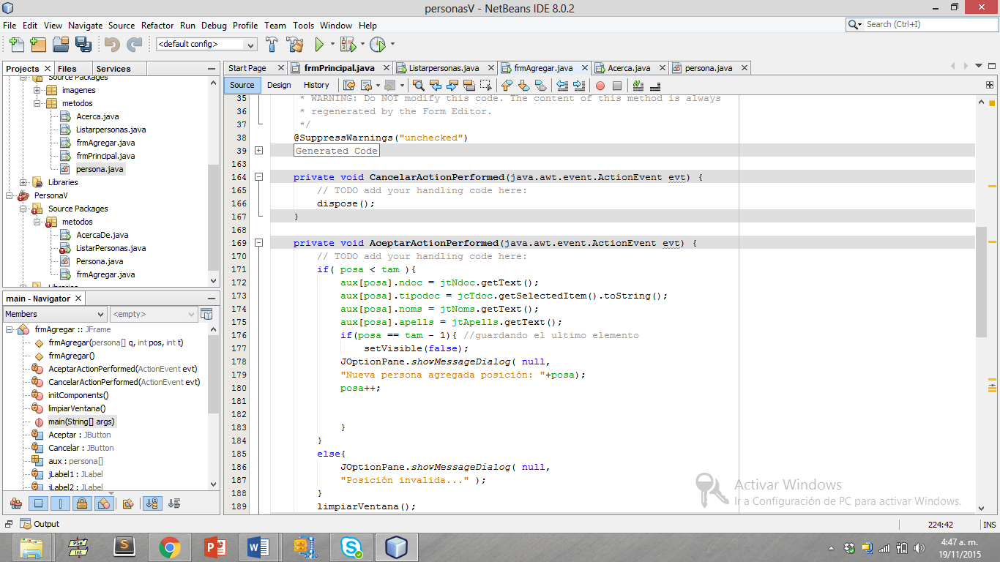 personasV - NetBeans IDE 8.0.2
File Edit View Navigate Source Refactor Run Debug Profile Team Tools Window Help
Search (Ctrl+I)
<default config>
Projects Files Services
Source Packages
imagenes
metodos
Acerca.java
Listarpersonas.java
frmAgregar.java
frmPrincipal.java
persona.java
Libraries
PersonaV
Source Packages
metodos
AcercaDe.java
ListarPersonas.java
Persona.java
frmAgregar.java
Libraries
main - Navigator
Members <empty>
frmAgregar :: JFrame
frmAgregar(persona[] q, int pos, int t)
frmAgregar()
AceptarActionPerformed(ActionEvent evt)
CancelarActionPerformed(ActionEvent evt)
initComponents()
limpiarVentana()
main(String[] args)
Aceptar : JButton
Cancelar : JButton
aux : persona[]
jLabel1 : JLabel
jLabel2 : JLabel
Start Page frmPrincipal.java Listarpersonas.java frmAgregar.java Acerca.java persona.java
Source Design History
35 * WARNING: Do NOT modify this code. The content of this method is always
36 * regenerated by the Form Editor.
37 */
38 @SuppressWarnings("unchecked")
39 Generated Code
163
164 private void CancelarActionPerformed(java.awt.event.ActionEvent evt) {
165 // TODO add your handling code here:
166 dispose();
167 }
168
169 private void AceptarActionPerformed(java.awt.event.ActionEvent evt) {
170 // TODO add your handling code here:
171 if( posa < tam ){
172 aux[posa].ndoc = jtNdoc.getText();
173 aux[posa].tipodoc = jcTdoc.getSelectedItem().toString();
174 aux[posa].noms = jtNoms.getText();
175 aux[posa].apells = jtApells.getText();
176 if(posa == tam - 1){ //guardando el ultimo elemento
177 setVisible(false);
178 JOptionPane.showMessageDialog( null,
179 "Nueva persona agregada posición: "+posa);
180 posa++;
181
182
183 }
184 }
185 else{
186 JOptionPane.showMessageDialog( null,
187 "Posición invalida..." );
188 }
189 limpiarVentana();
Activar Windows
Ir a Configuración de PC para activar Windows.
Output
224:42 INS
PSe
Int
4:47 a. m.
19/11/2015